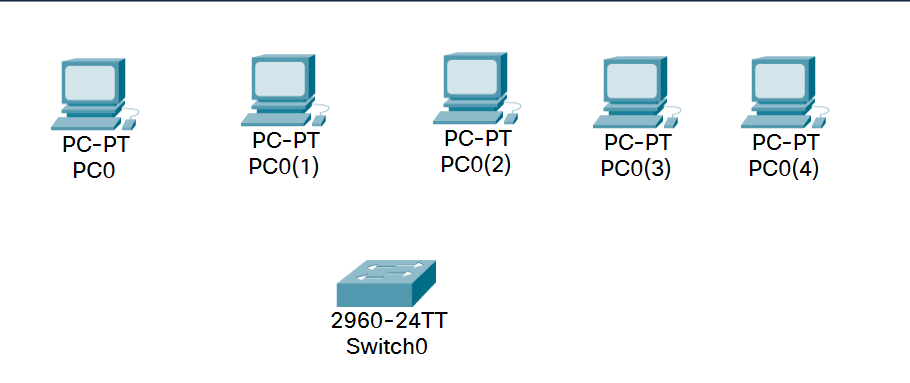 PC-PT
PC0
PC-PT
PC0(1)
PC-PT
PC0(2)
PC-PT
PC0(3)
PC-PT
PC0(4)
2960-24TT
Switch0